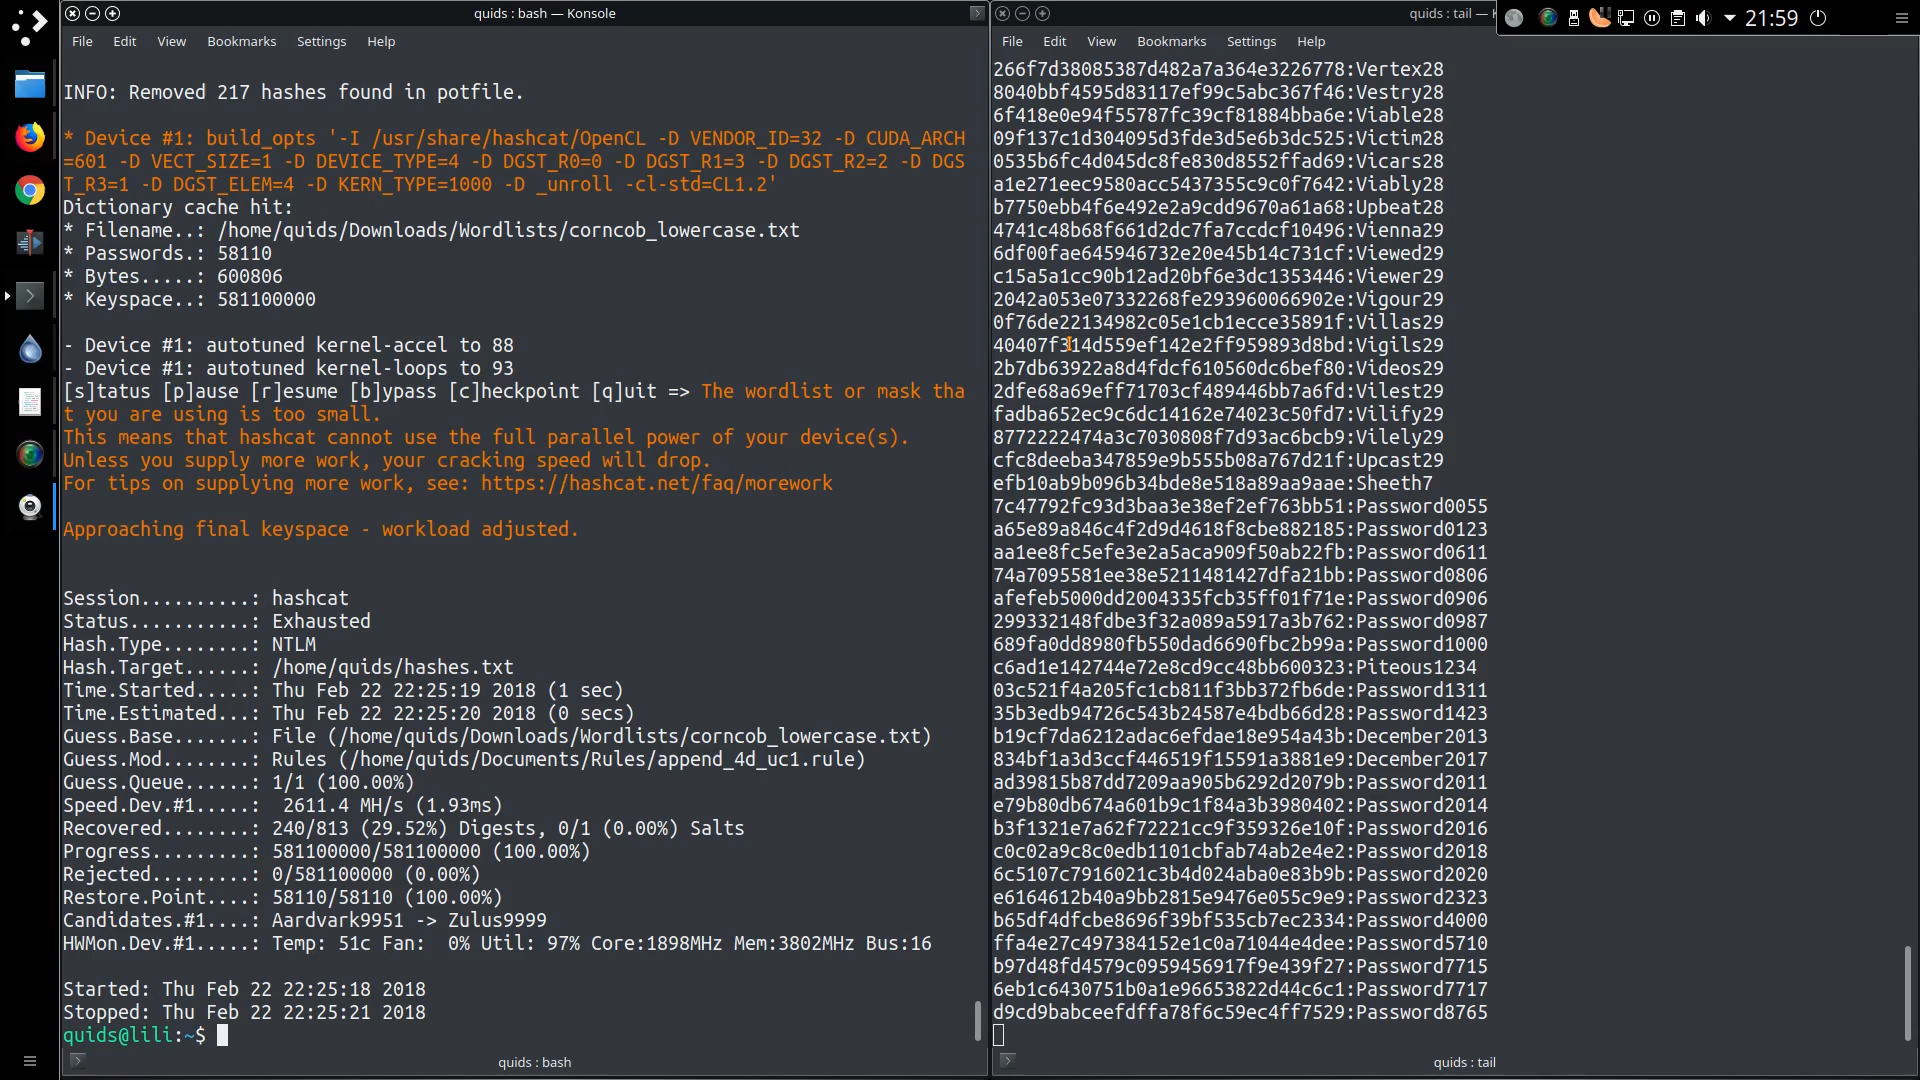 quids : bash — Konsole
File Edit View Bookmarks Settings Help
INFO: Removed 217 hashes found in potfile.
* Device #1: build_opts '-I /usr/share/hashcat/OpenCL -D VENDOR_ID=32 -D CUDA_ARCH
=601 -D VECT_SIZE=1 -D DEVICE_TYPE=4 -D DGST_R0=0 -D DGST_R1=3 -D DGST_R2=2 -D DGS
T_R3=1 -D DGST_ELEM=4 -D KERN_TYPE=1000 -D _unroll -cl-std=CL1.2'
Dictionary cache hit:
* Filename..: /home/quids/Downloads/Wordlists/corncob_lowercase.txt
* Passwords.: 58110
* Bytes.....: 600806
* Keyspace..: 581100000
- Device #1: autotuned kernel-accel to 88
- Device #1: autotuned kernel-loops to 93
[s]tatus [p]ause [r]esume [b]ypass [c]heckpoint [q]uit => The wordlist or mask tha
t you are using is too small.
This means that hashcat cannot use the full parallel power of your device(s).
Unless you supply more work, your cracking speed will drop.
For tips on supplying more work, see: https://hashcat.net/faq/morework
Approaching final keyspace - workload adjusted.
Session..........: hashcat
Status...........: Exhausted
Hash.Type........: NTLM
Hash.Target......: /home/quids/hashes.txt
Time.Started.....: Thu Feb 22 22:25:19 2018 (1 sec)
Time.Estimated...: Thu Feb 22 22:25:20 2018 (0 secs)
Guess.Base.......: File (/home/quids/Downloads/Wordlists/corncob_lowercase.txt)
Guess.Mod........: Rules (/home/quids/Documents/Rules/append_4d_uc1.rule)
Guess.Queue......: 1/1 (100.00%)
Speed.Dev.#1.....:  2611.4 MH/s (1.93ms)
Recovered........: 240/813 (29.52%) Digests, 0/1 (0.00%) Salts
Progress.........: 581100000/581100000 (100.00%)
Rejected.........: 0/581100000 (0.00%)
Restore.Point....: 58110/58110 (100.00%)
Candidates.#1....: Aardvark9951 -> Zulus9999
HWMon.Dev.#1.....: Temp: 51c Fan:  0% Util: 97% Core:1898MHz Mem:3802MHz Bus:16
Started: Thu Feb 22 22:25:18 2018
Stopped: Thu Feb 22 22:25:21 2018
quids@lili:~$
quids : bash
quids : tail —
21:59
File Edit View Bookmarks Settings Help
266f7d38085387d482a7a364e3226778:Vertex28
8040bbf4595d83117ef99c5abc367f46:Vestry28
6f418e0e94f55787fc39cf81884bba6e:Viable28
09f137c1d304095d3fde3d5e6b3dc525:Victim28
0535b6fc4d045dc8fe830d8552ffad69:Vicars28
a1e271eec9580acc5437355c9c0f7642:Viably28
b7750ebb4f6e492e2a9cdd9670a61a68:Upbeat28
4741c48b68f661d2dc7fa7ccdcf10496:Vienna29
6df00fae645946732e20e45b14c731cf:Viewed29
c15a5a1cc90b12ad20bf6e3dc1353446:Viewer29
2042a053e07332268fe293960066902e:Vigour29
0f76de22134982c05e1cb1ecce35891f:Villas29
40407f314d559ef142e2ff959893d8bd:Vigils29
2b7db63922a8d4fdcf610560dc6bef80:Videos29
2dfe68a69eff71703cf489446bb7a6fd:Vilest29
fadba652ec9c6dc14162e74023c50fd7:Vilify29
8772222474a3c7030808f7d93ac6bcb9:Vilely29
cfc8deeba347859e9b555b08a767d21f:Upcast29
efb10ab9b096b34bde8e518a89aa9aae:Sheeth7
7c47792fc93d3baa3e38ef2ef763bb51:Password0055
a65e89a846c4f2d9d4618f8cbe882185:Password0123
aa1ee8fc5efe3e2a5aca909f50ab22fb:Password0611
74a7095581ee38e5211481427dfa21bb:Password0806
afefeb5000dd2004335fcb35ff01f71e:Password0906
299332148fdbe3f32a089a5917a3b762:Password0987
689fa0dd8980fb550dad6690fbc2b99a:Password1000
c6ad1e142744e72e8cd9cc48bb600323:Piteous1234
03c521f4a205fc1cb811f3bb372fb6de:Password1311
35b3edb94726c543b24587e4bdb66d28:Password1423
b19cf7da6212adac6efdae18e954a43b:December2013
834bf1a3d3ccf446519f15591a3881e9:December2017
ad39815b87dd7209aa905b6292d2079b:Password2011
e79b80db674a601b9c1f84a3b3980402:Password2014
b3f1321e7a62f72221cc9f359326e10f:Password2016
c0c02a9c8c0edb1101cbfab74ab2e4e2:Password2018
6c5107c7916021c3b4d024aba0e83b9b:Password2020
e6164612b40a9bb2815e9476e055c9e9:Password2323
b65df4dfcbe8696f39bf535cb7ec2334:Password4000
ffa4e27c497384152e1c0a71044e4dee:Password5710
b97d48fd4579c0959456917f9e439f27:Password7715
6eb1c6430751b0a1e96653822d44c6c1:Password7717
d9cd9babceefdffa78f6c59ec4ff7529:Password8765
quids : tail